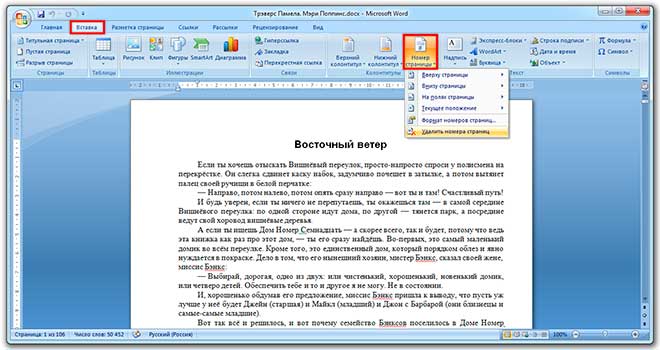 Трэверс Памела. Мэри Поппинс.docx - Microsoft Word
Главная Вставка Разметка страницы Ссылки Рассылки Рецензирование Вид
Титульная страница Пустая страница Разрыв страницы
Страницы
Таблица
Таблицы
Рисунок Клип Фигуры SmartArt Диаграмма
Иллюстрации
Гиперссылка Закладка Перекрестная ссылка
Связи
Верхний колонтитул Нижний колонтитул Номер страницы
Колонтитулы
Надпись Экспресс-блоки WordArt Буквица Строка подписи Дата и время Объект
Формула Символ
Символы
Вверху страницы
Внизу страницы
На полях страницы
Текущее положение
Формат номеров страниц...
Удалить номера страниц
Восточный ветер
Если ты хочешь отыскать Вишнёвый переулок, просто-напросто спроси у полисмена на
перекрёстке. Он слегка сдвинет каску набок, задумчиво почешет в затылке, а потом вытянет
палец своей ручищи в белой перчатке:
— Направо, потом налево, потом опять сразу направо — вот ты и там! Счастливый путь!
И будь уверен, если ты ничего не перепутаешь, ты окажешься там — в самой середине
Вишнёвого переулка: по одной стороне идут дома, по другой — тянется парк, а посредине
ведут свой хоровод вишнёвые деревья.
А если ты ищешь Дом Номер Семнадцать — а скорее всего, так и будет, потому что ведь
эта книжка как раз про этот дом, — ты его сразу найдёшь. Во-первых, это самый маленький
домик во всём переулке. Кроме того, это единственный дом, который порядком облез и явно
нуждается в покраске. Дело в том, что его нынешний хозяин, мистер Бэнкс, сказал своей жене,
миссис Бэнкс:
— Выбирай, дорогая, одно из двух: или чистенький, хорошенький, новенький домик,
или четверо детей. Обеспечить тебе и то и другое я не могу. Не в состоянии.
И, хорошенько обдумав его предложение, миссис Бэнкс пришла к выводу, что пусть уж
лучше у неё будет Джейн (старшая) и Майкл (младший) и Джон с Барбарой (они близнецы и
самые-самые младшие).
Вот так всё и решилось, и вот почему семейство Бэнксов поселилось в Доме Номер
Страница: 1 из 106 Число слов: 50 452 Русский (Россия) 100%